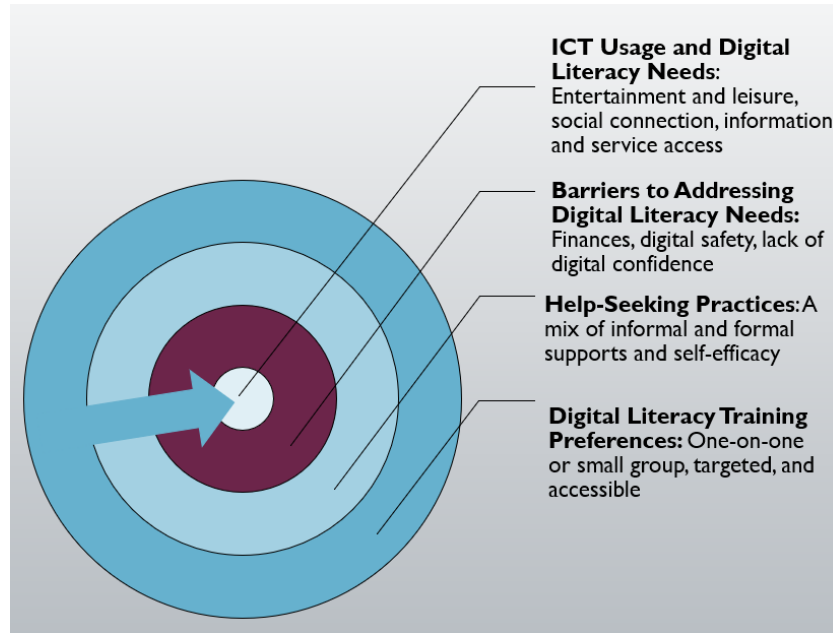 ICT Usage and Digital
Literacy Needs:
Entertainment and leisure,
social connection, information
and service access
Barriers to Addressing
Digital Literacy Needs:
Finances, digital safety, lack of
digital confidence
Help-Seeking Practices: A
mix of informal and formal
supports and self-efficacy
Digital Literacy Training
Preferences: One-on-one
or small group, targeted, and
accessible